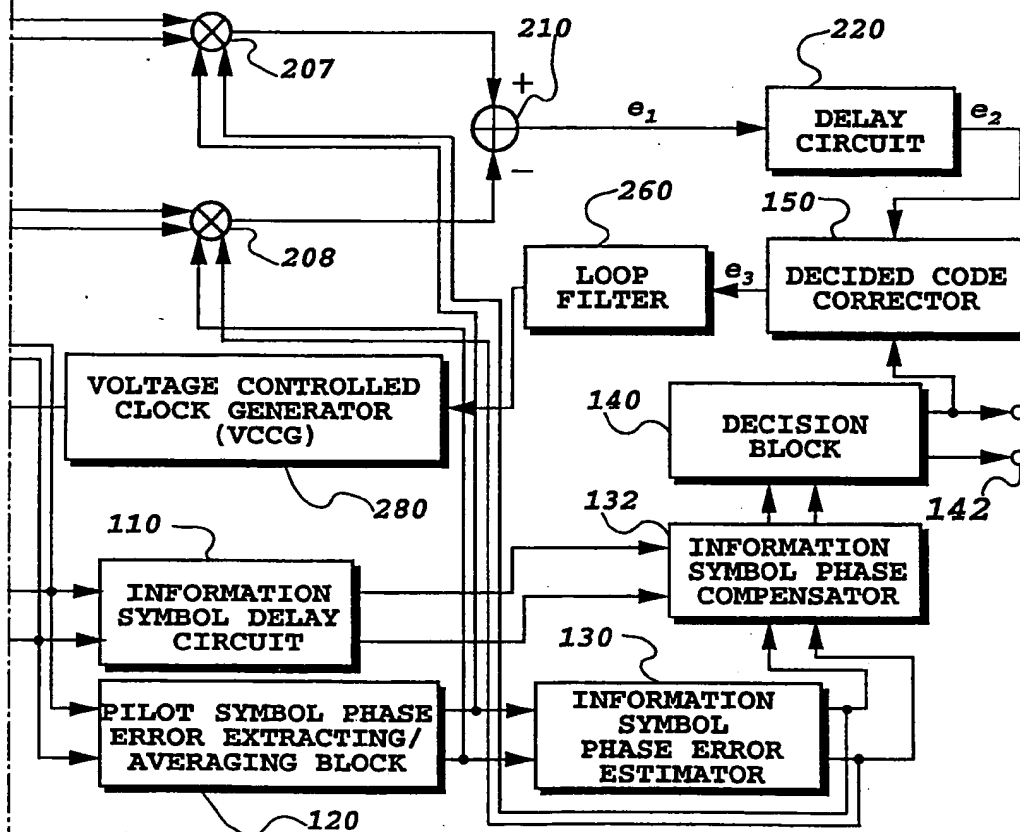 207
210
+
e1
220
DELAY
CIRCUIT
e2
−
208
260
150
LOOP
FILTER
e3
DECIDED CODE
CORRECTOR
VOLTAGE CONTROLLED
CLOCK GENERATOR
(VCCG)
280
140
DECISION
BLOCK
142
110
132
INFORMATION
SYMBOL DELAY
CIRCUIT
INFORMATION
SYMBOL PHASE
COMPENSATOR
130
PILOT SYMBOL PHASE
ERROR EXTRACTING/
AVERAGING BLOCK
120
INFORMATION
SYMBOL
PHASE ERROR
ESTIMATOR